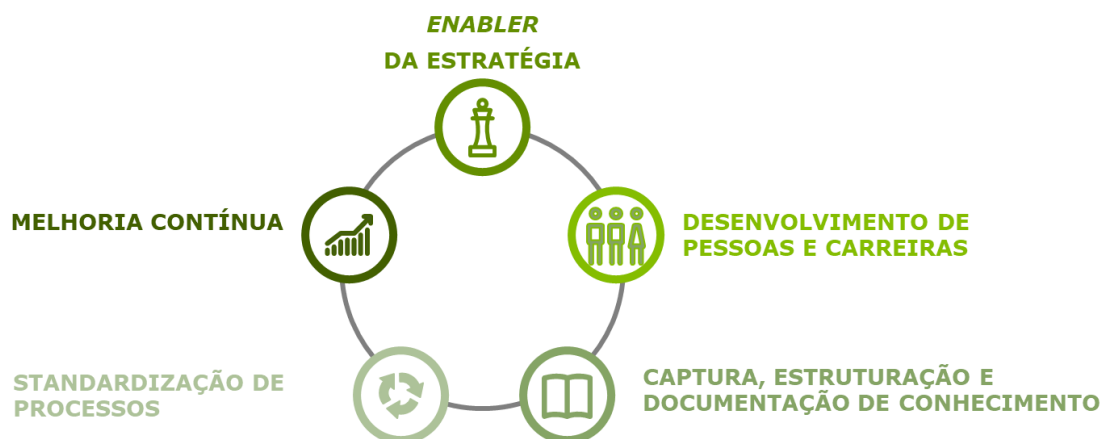 ENABLER
DA ESTRATÉGIA
MELHORIA CONTÍNUA
DESENVOLVIMENTO DE
PESSOAS E CARREIRAS
STANDARDIZAÇÃO DE
PROCESSOS
CAPTURA, ESTRUTURAÇÃO E
DOCUMENTAÇÃO DE CONHECIMENTO